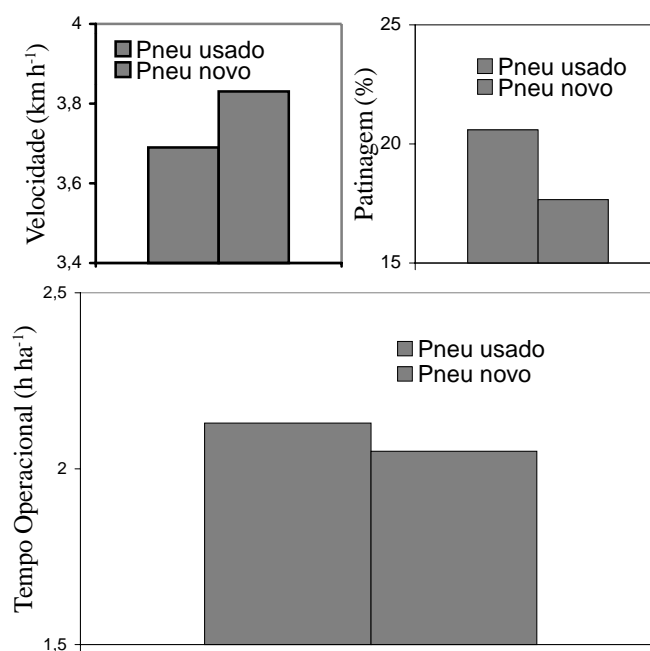 Velocidade (km h-1)
4
3,8
3,6
3,4
Pneu usado
Pneu novo
Patinagem (%)
25
20
15
Pneu usado
Pneu novo
Tempo Operacional (h ha-1)
2,5
2
1,5
Pneu usado
Pneu novo